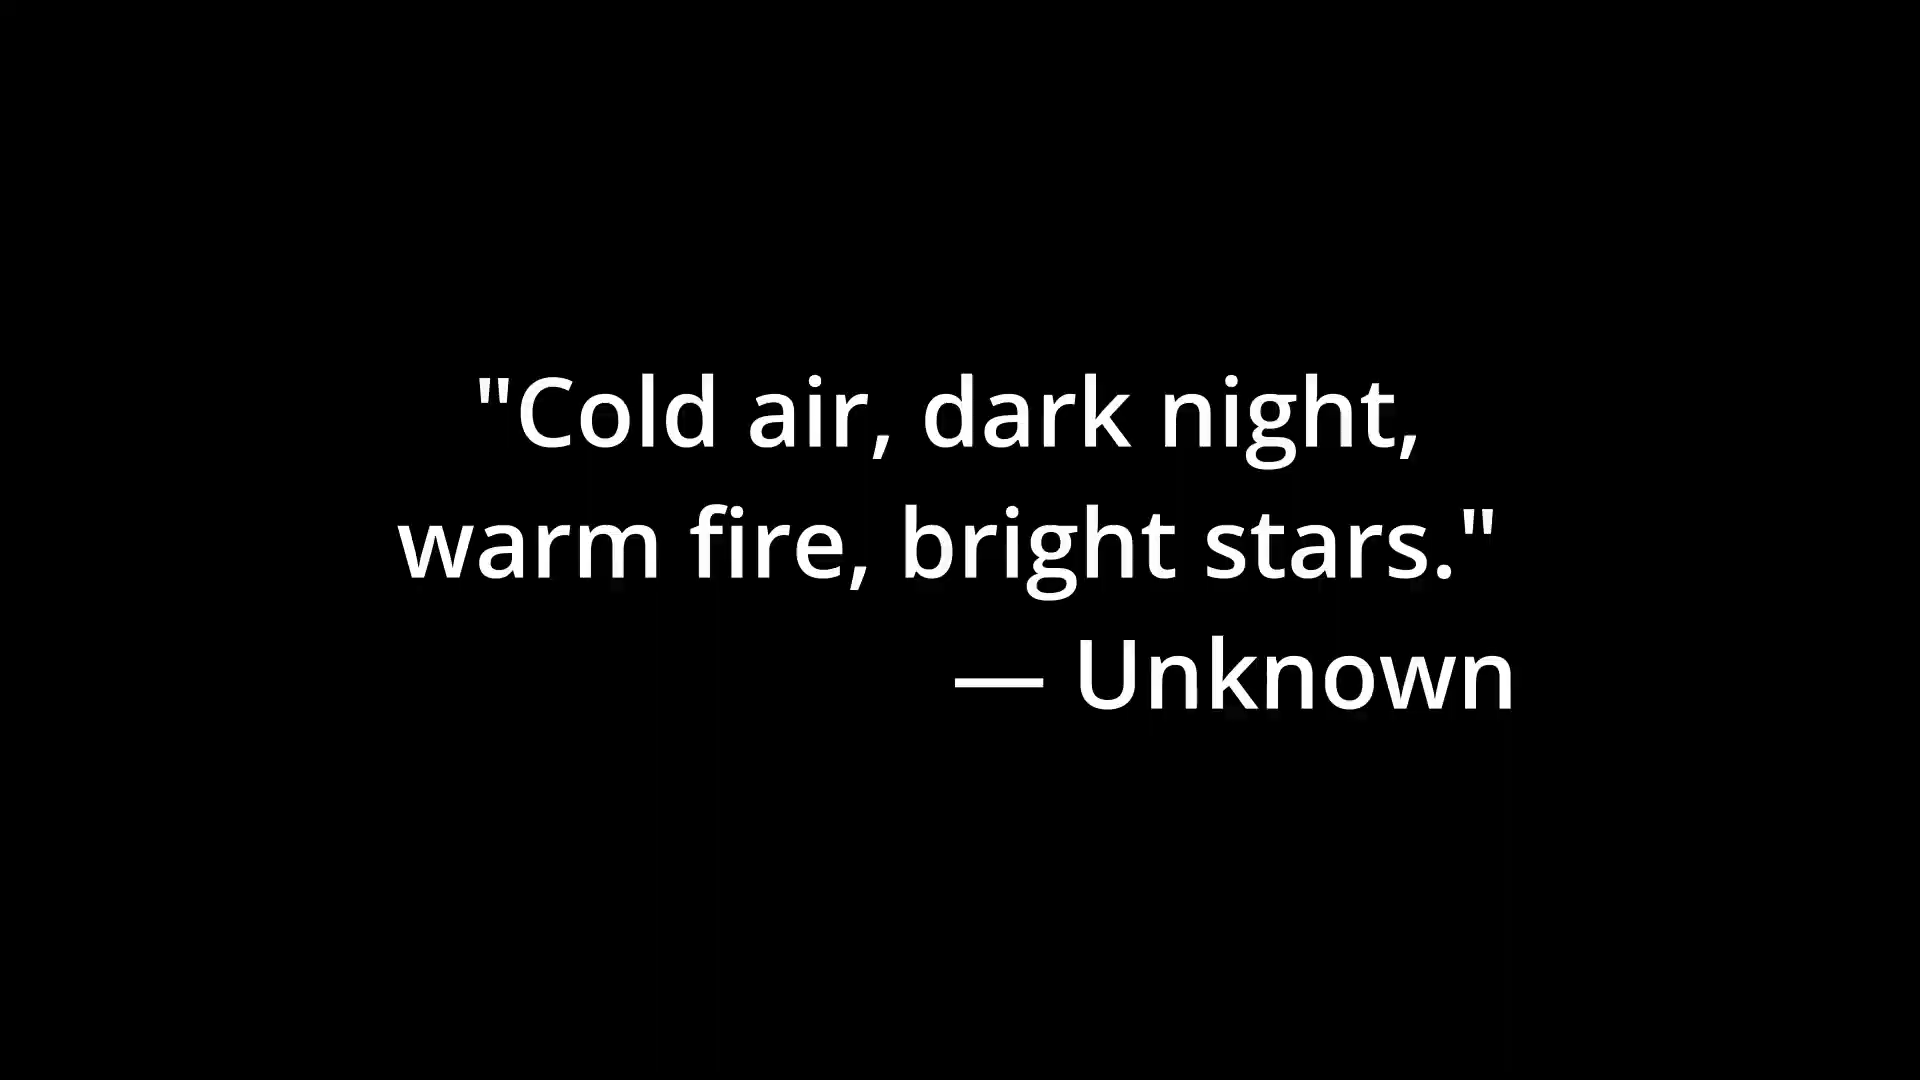 "Cold air, dark night,
warm fire, bright stars."
— Unknown